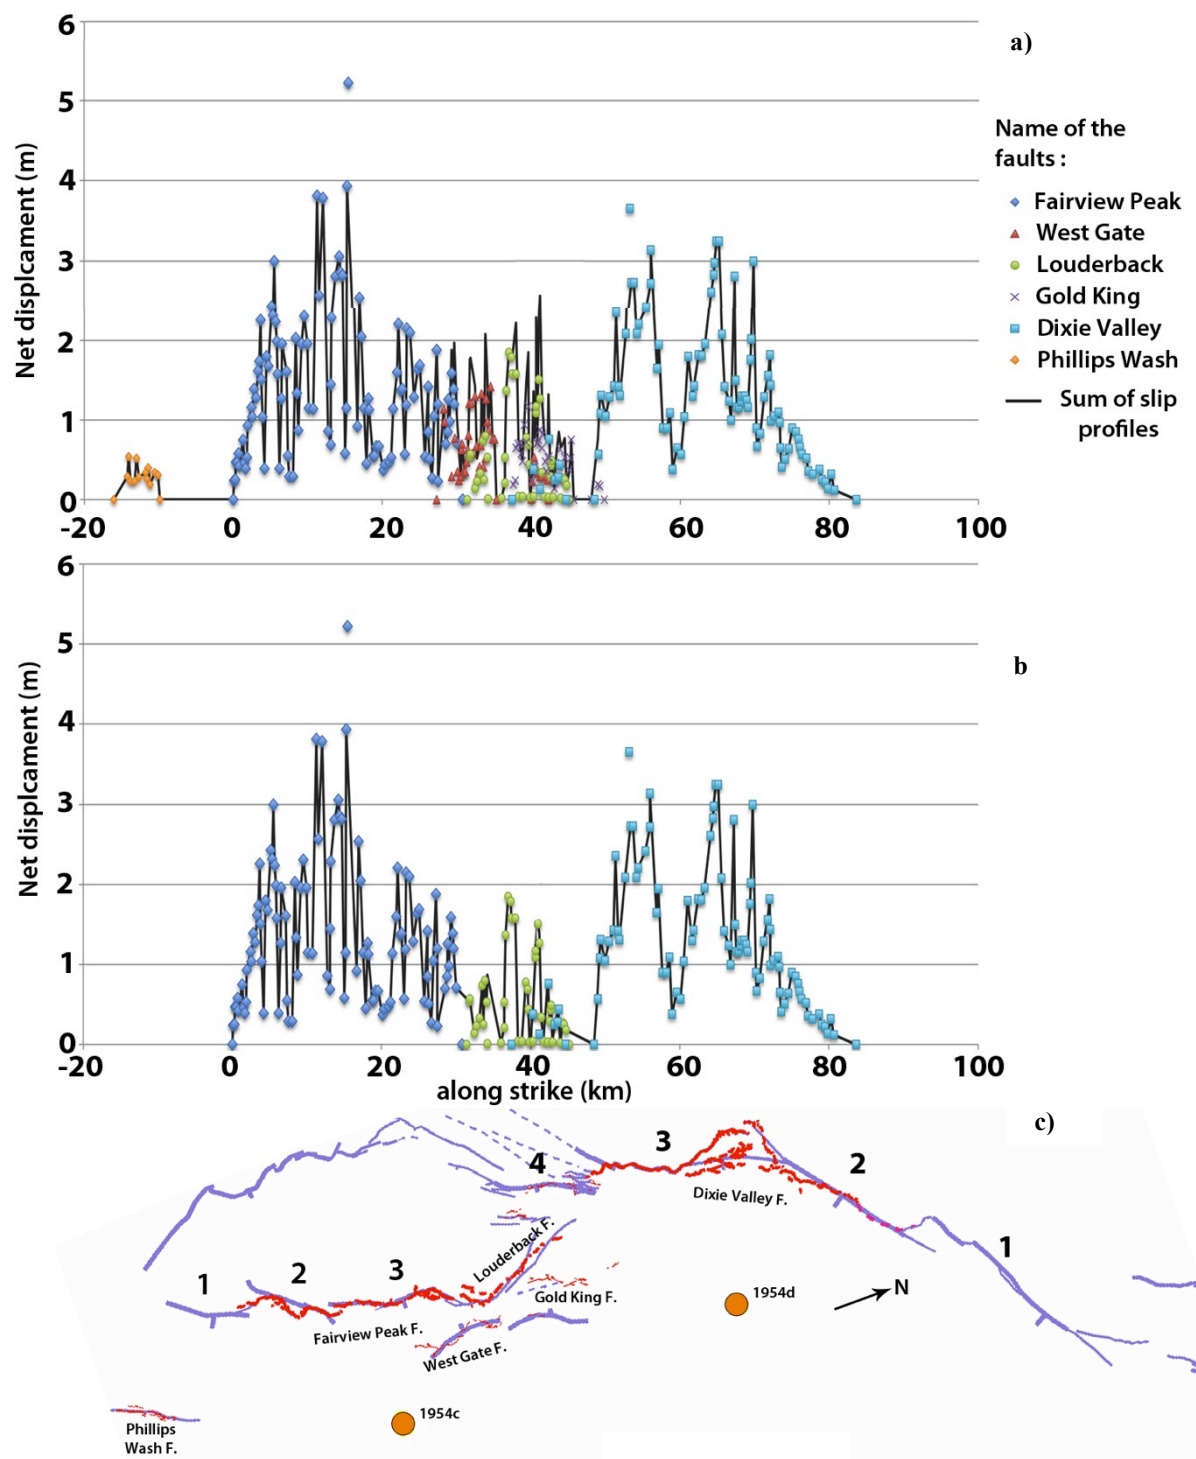 6
a)
5
4
3
2
1
0
Net displcament (m)
-20 0 20 40 60 80 100
Name of the
faults :
Fairview Peak
West Gate
Louderback
Gold King
Dixie Valley
Phillips Wash
Sum of slip
profiles
6
b
5
4
3
2
1
0
Net displcament (m)
-20 0 20 40 60 80 100
along strike (km)
c)
3
4
2
Dixie Valley F.
1
Louderback F.
1 2 3
Gold King F.
1954d
N
Fairview Peak F.
West Gate F.
1954c
Phillips
Wash F.